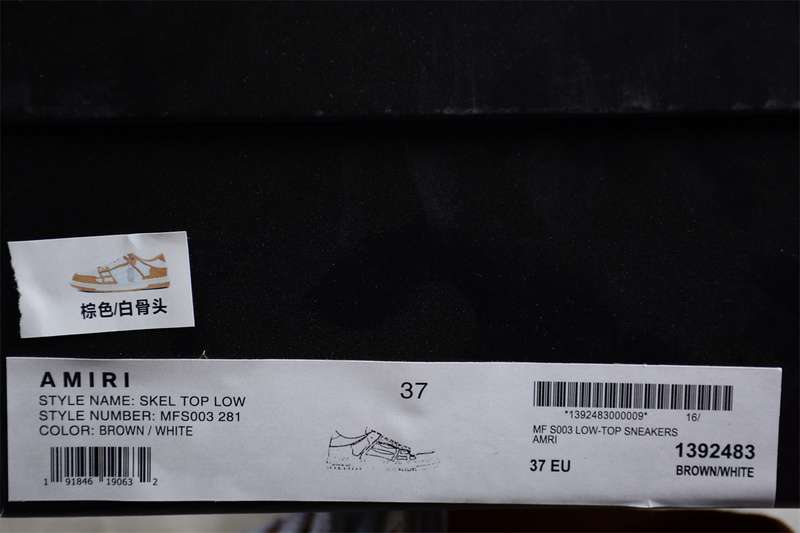 棕色/白骨头
AMIRI
STYLE NAME: SKEL TOP LOW
STYLE NUMBER: MFS003 281
COLOR: BROWN / WHITE
1 91846 19063 2
37
*1392483000009* 16/
MF S003 LOW-TOP SNEAKERS
AMRI
37 EU
1392483
BROWN/WHITE